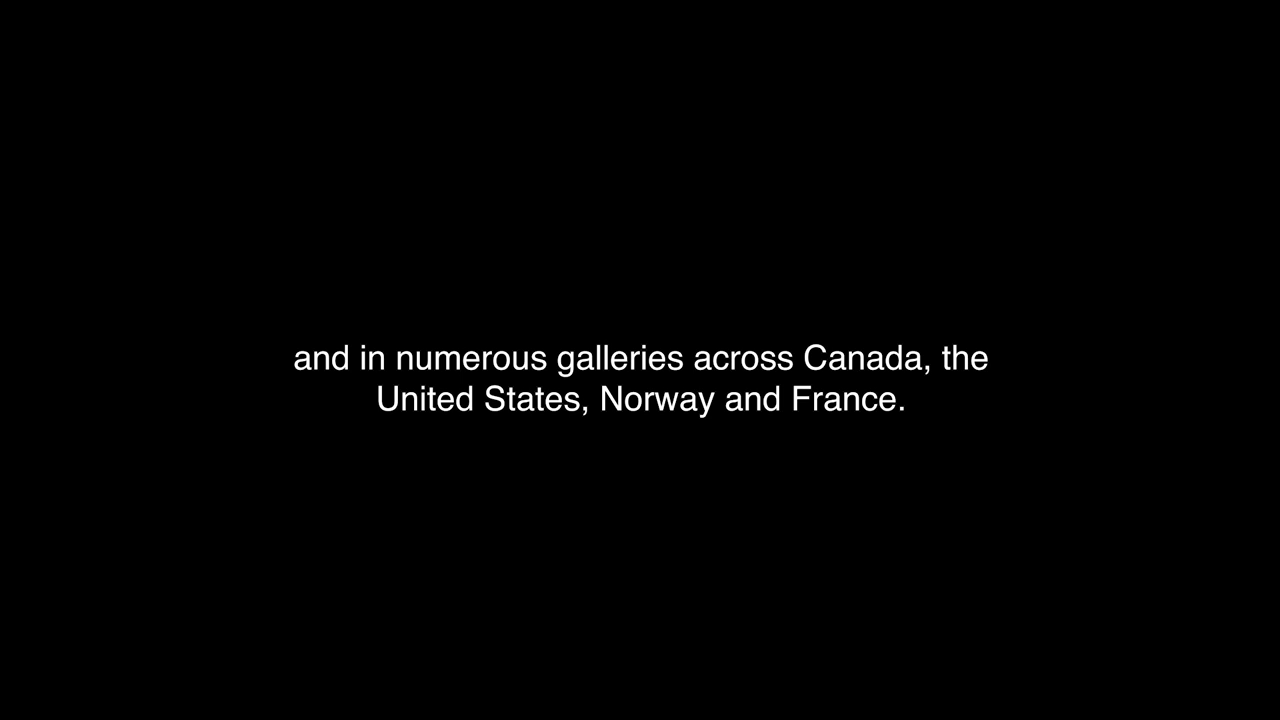 and in numerous galleries across Canada, the
United States, Norway and France.